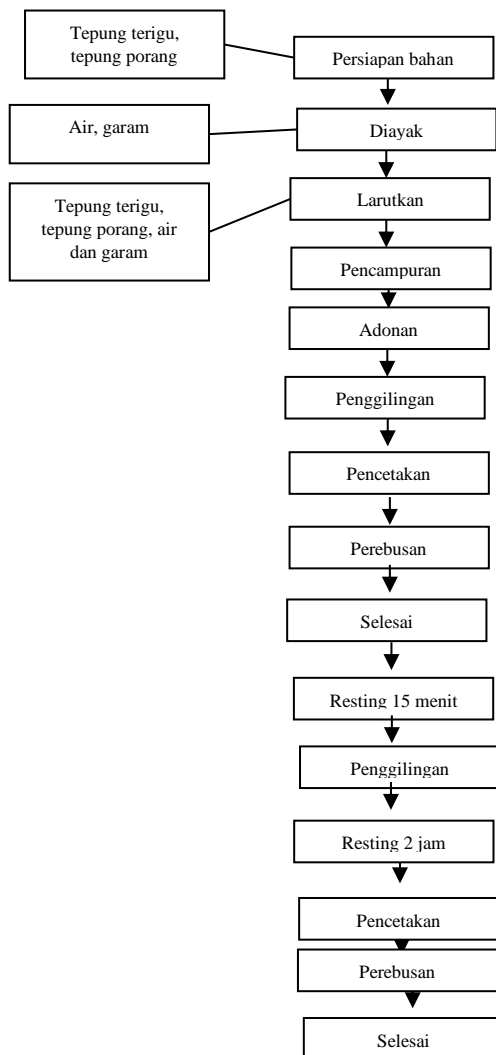 Tepung terigu,
tepung porang
Persiapan bahan
Air, garam
Diayak
Tepung terigu,
tepung porang, air
dan garam
Larutkan
Pencampuran
Adonan
Penggilingan
Pencetakan
Perebusan
Selesai
Resting 15 menit
Penggilingan
Resting 2 jam
Pencetakan
Perebusan
Selesai